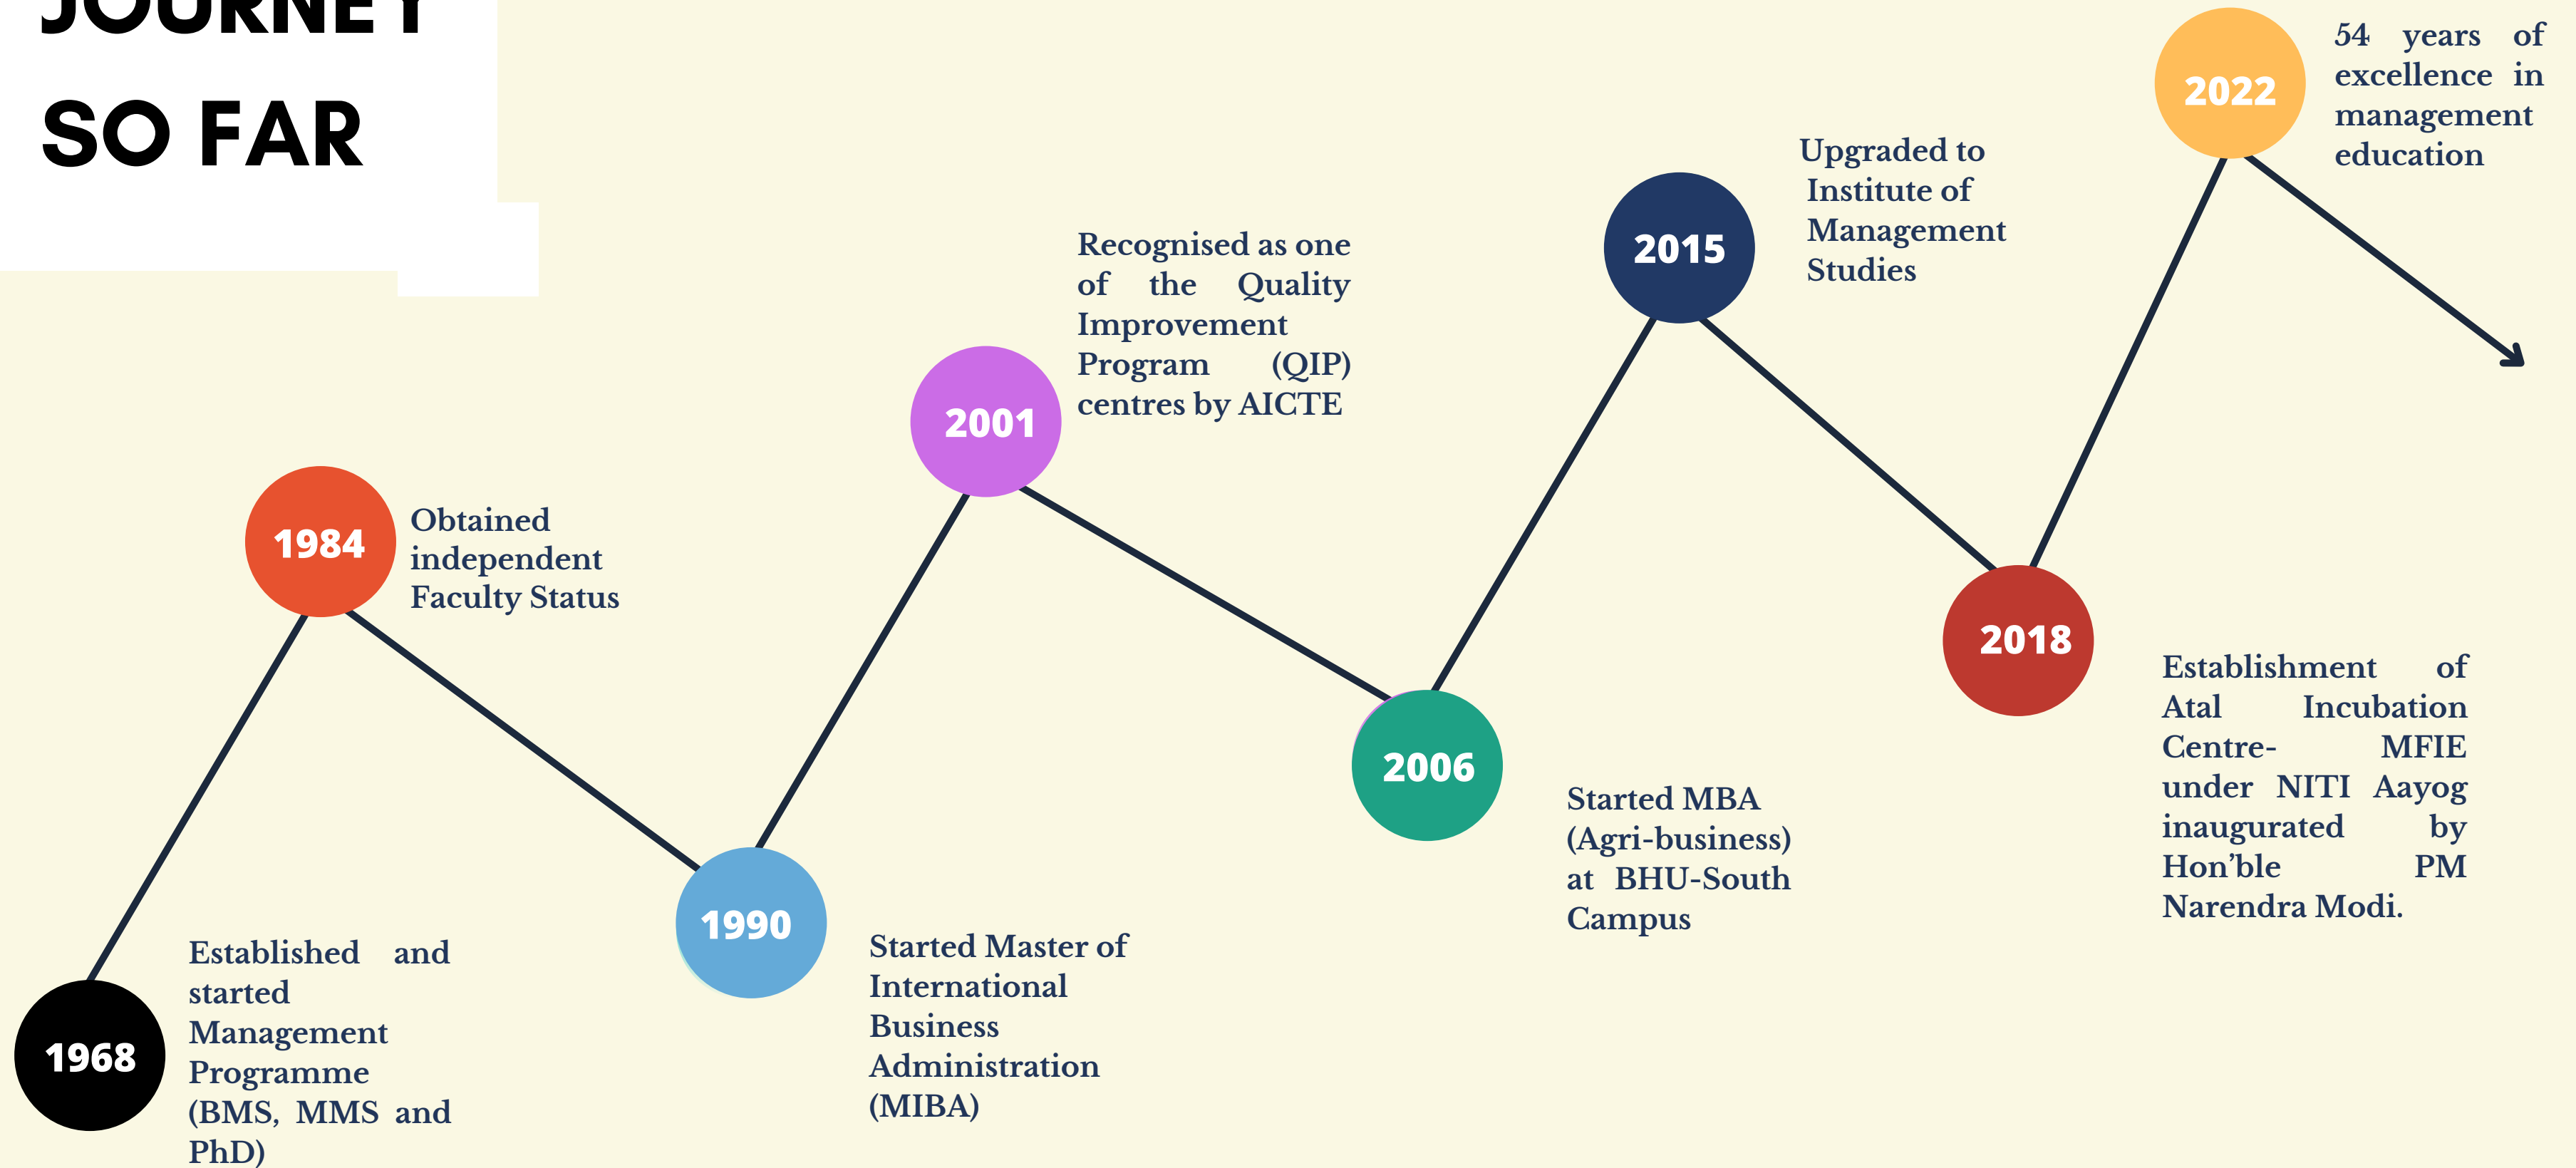 JOURNEY
SO FAR
1968
Established and
started
Management
Programme
(BMS, MMS and
PhD)
1984
Obtained
independent
Faculty Status
1990
Started Master of
International
Business
Administration
(MIBA)
2001
Recognised as one
of the Quality
Improvement
Program (QIP)
centres by AICTE
2006
Started MBA
(Agri-business)
at BHU-South
Campus
2015
Upgraded to
Institute of
Management
Studies
2018
Establishment of
Atal Incubation
Centre- MFIE
under NITI Aayog
inaugurated by
Hon’ble PM
Narendra Modi.
2022
54 years of
excellence in
management
education